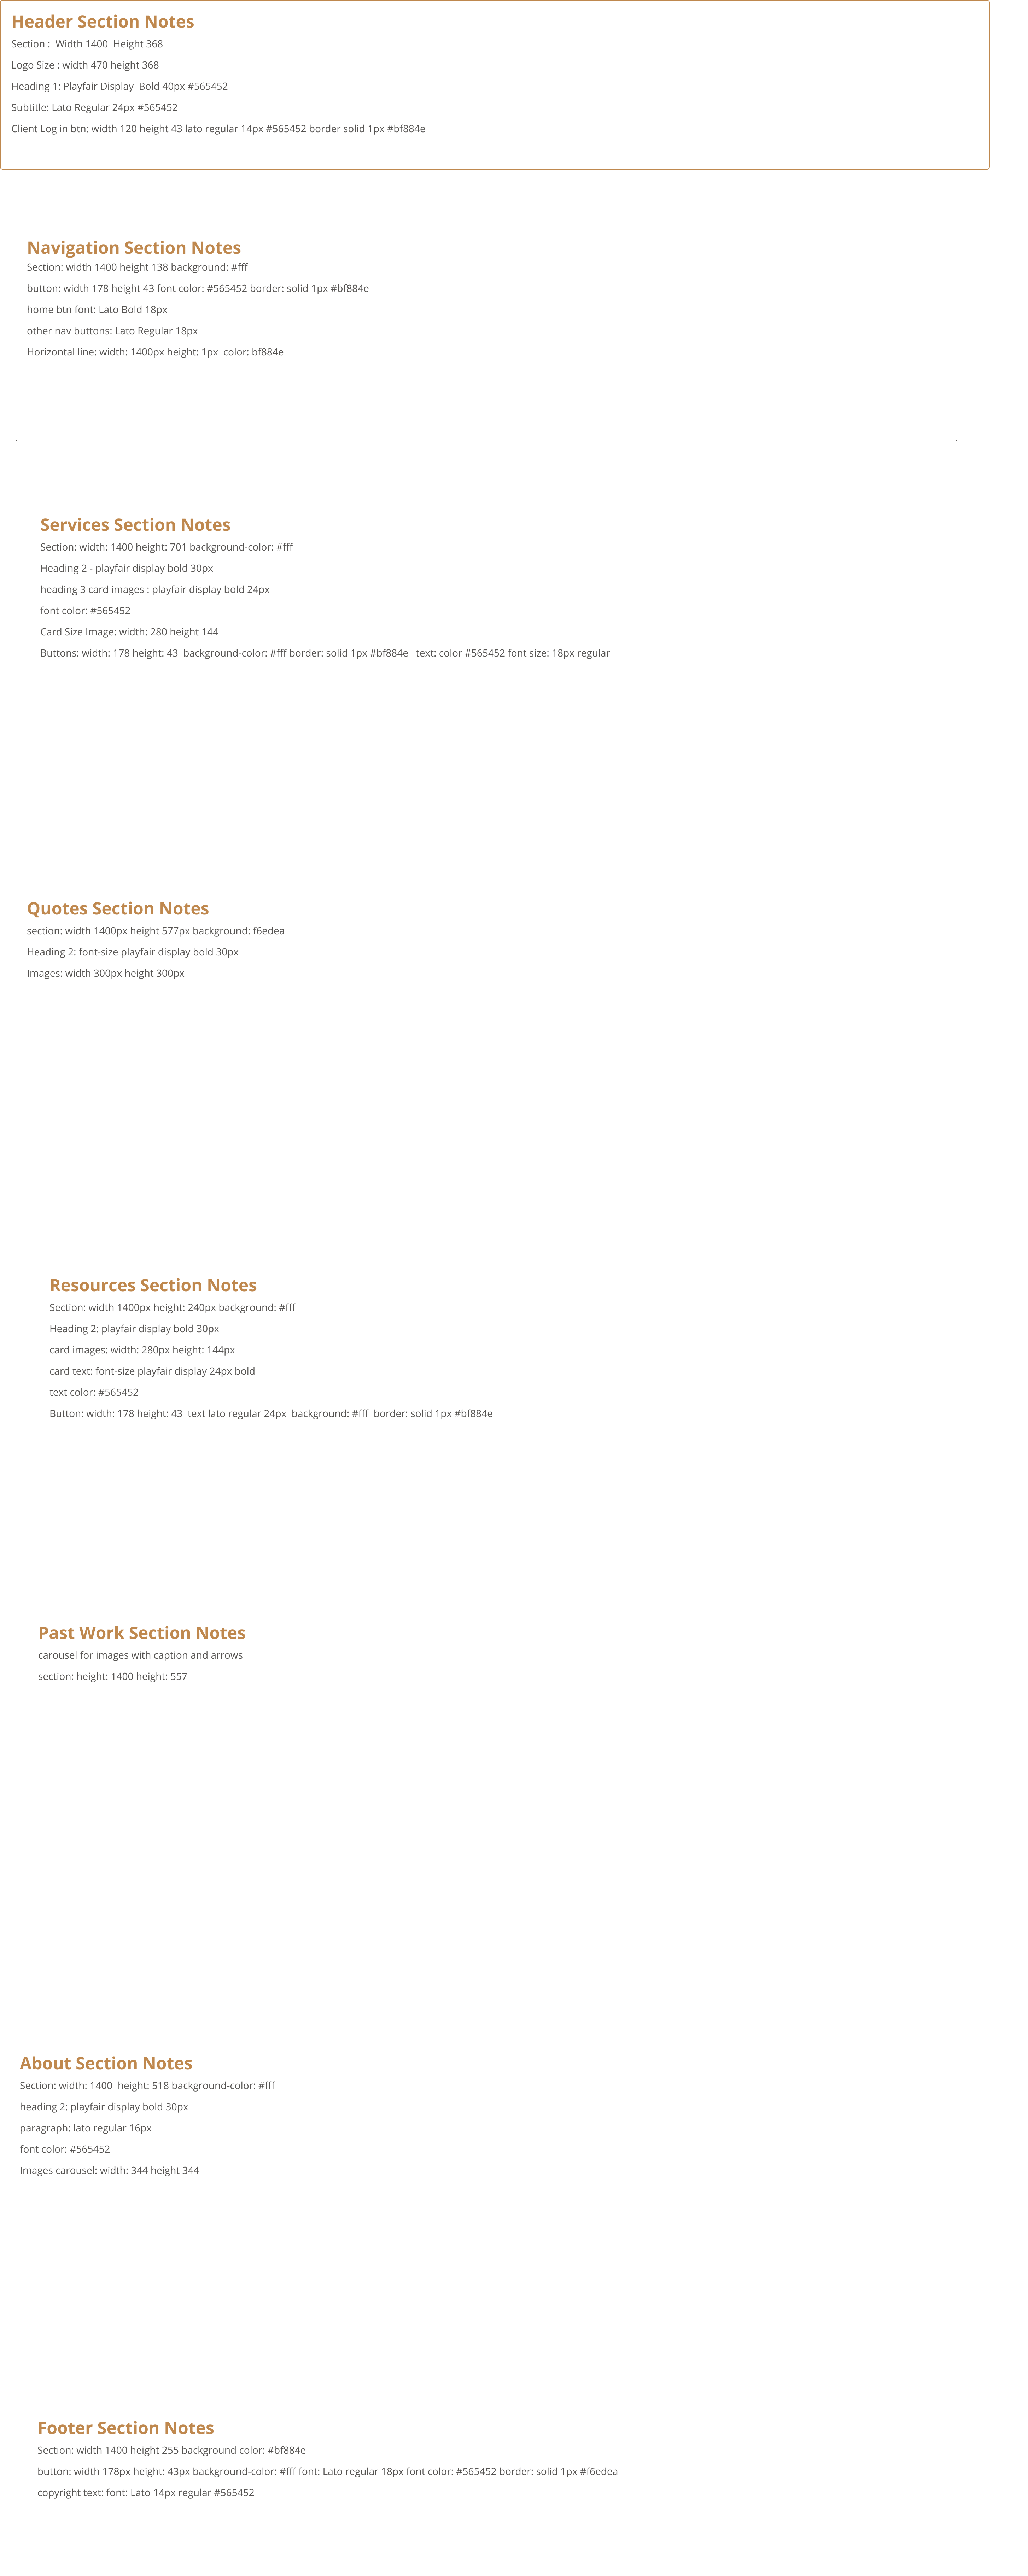 Header Section Notes
Section :  Width 1400  Height 368
Logo Size : width 470 height 368
Heading 1: Playfair Display  Bold 40px #565452
Subtitle: Lato Regular 24px #565452
Client Log in btn: width 120 height 43 lato regular 14px #565452 border solid 1px #bf884e
Navigation Section Notes
Section: width 1400 height 138 background: #fff
button: width 178 height 43 font color: #565452 border: solid 1px #bf884e
home btn font: Lato Bold 18px
other nav buttons: Lato Regular 18px
Horizontal line: width: 1400px height: 1px  color: bf884e
Services Section Notes
Section: width: 1400 height: 701 background-color: #fff
Heading 2 - playfair display bold 30px
heading 3 card images : playfair display bold 24px
font color: #565452
Card Size Image: width: 280 height 144
Buttons: width: 178 height: 43  background-color: #fff border: solid 1px #bf884e   text: color #565452 font size: 18px regular
Quotes Section Notes
section: width 1400px height 577px background: f6edea
Heading 2: font-size playfair display bold 30px
Images: width 300px height 300px
Resources Section Notes
Section: width 1400px height: 240px background: #fff
Heading 2: playfair display bold 30px
card images: width: 280px height: 144px
card text: font-size playfair display 24px bold
text color: #565452
Button: width: 178 height: 43  text lato regular 24px  background: #fff  border: solid 1px #bf884e
Past Work Section Notes
carousel for images with caption and arrows
section: height: 1400 height: 557
About Section Notes
Section: width: 1400  height: 518 background-color: #fff
heading 2: playfair display bold 30px
paragraph: lato regular 16px
font color: #565452
Images carousel: width: 344 height 344
Footer Section Notes
Section: width 1400 height 255 background color: #bf884e
button: width 178px height: 43px background-color: #fff font: Lato regular 18px font color: #565452 border: solid 1px #f6edea
copyright text: font: Lato 14px regular #565452